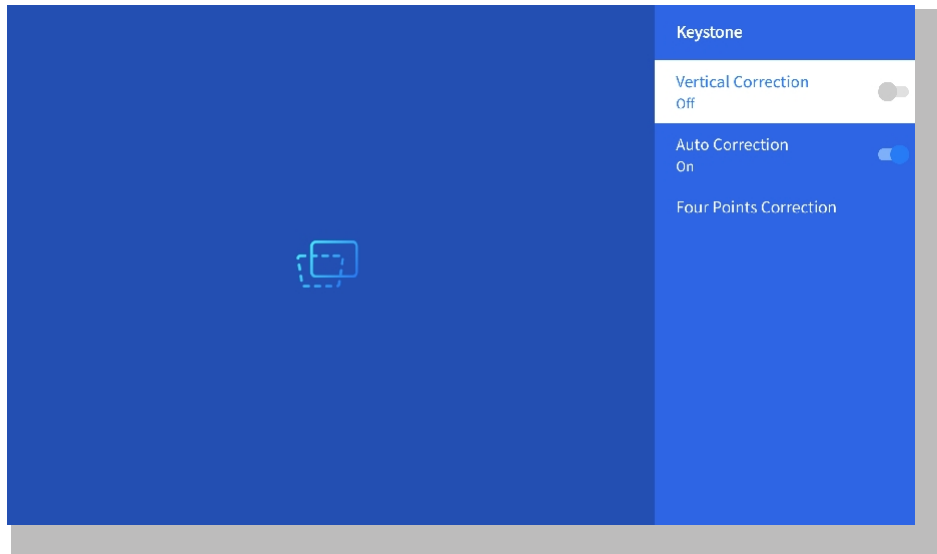 Keystone
Vertical Correction
Off
Auto Correction
On
Four Points Correction